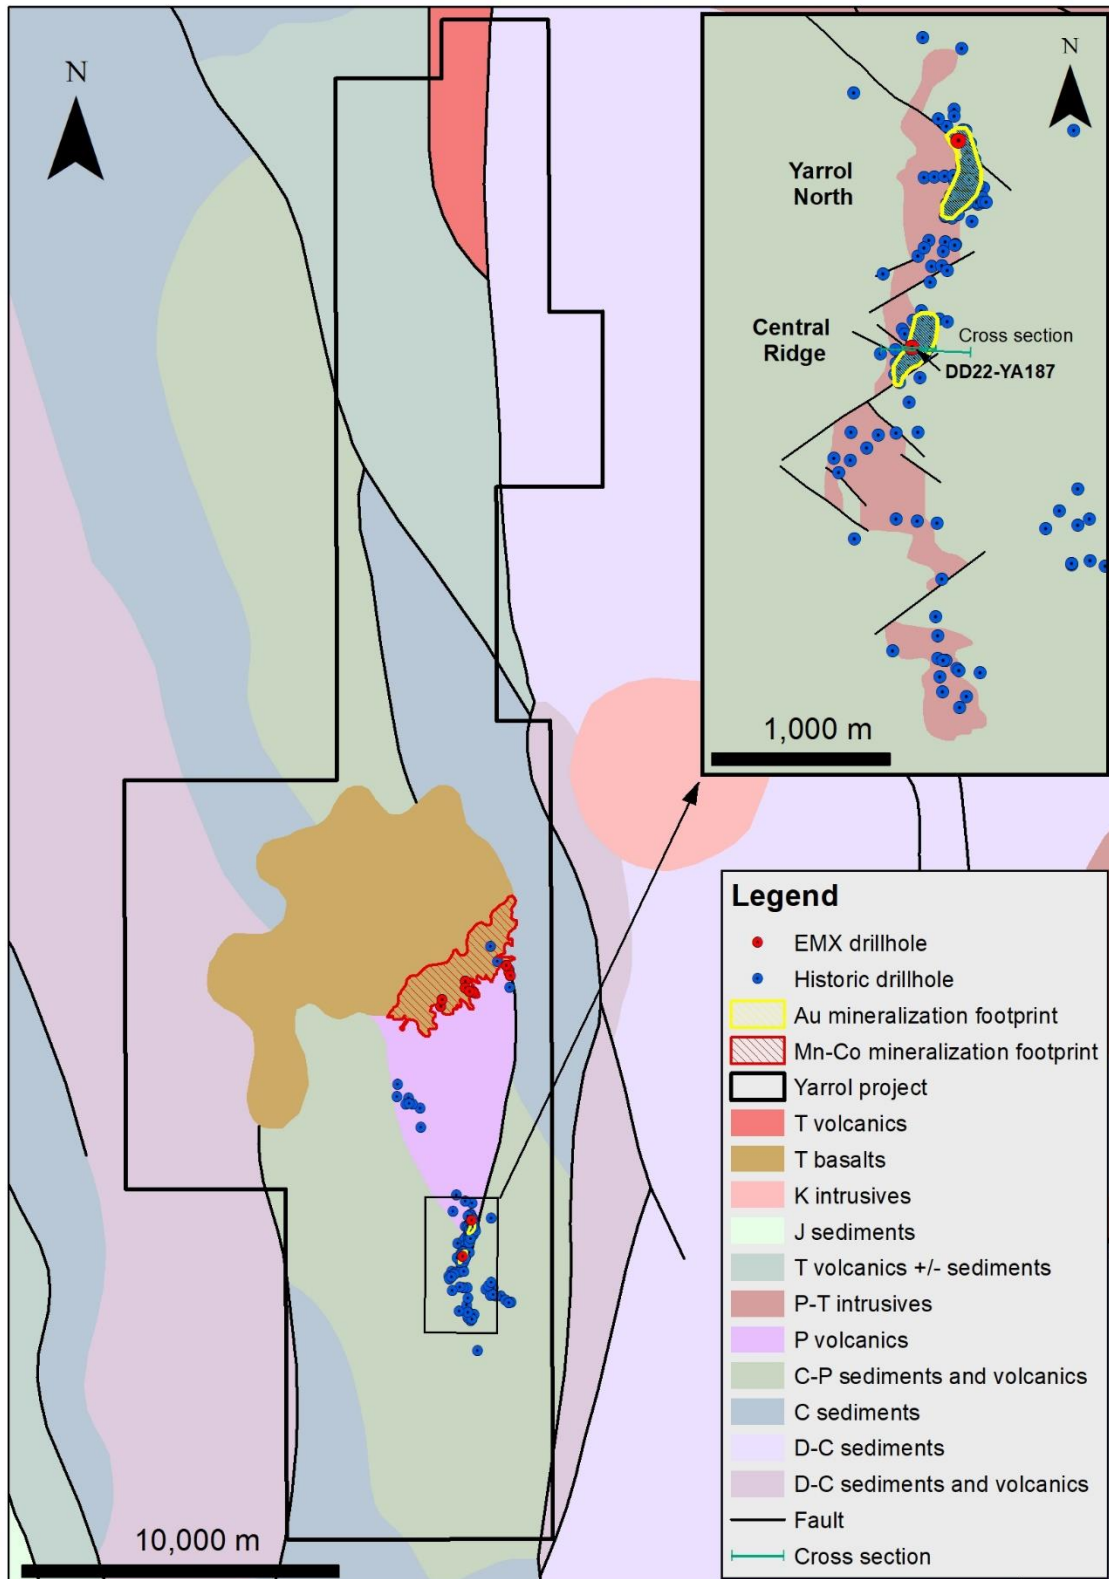 N
N
Yarrol
North
Central
Ridge
Cross section
DD22-YA187
1,000 m
Legend
EMX drillhole
Historic drillhole
Au mineralization footprint
Mn-Co mineralization footprint
Yarrol project
T volcanics
T basalts
K intrusives
J sediments
T volcanics +/- sediments
P-T intrusives
P volcanics
C-P sediments and volcanics
C sediments
D-C sediments
D-C sediments and volcanics
Fault
Cross section
10,000 m